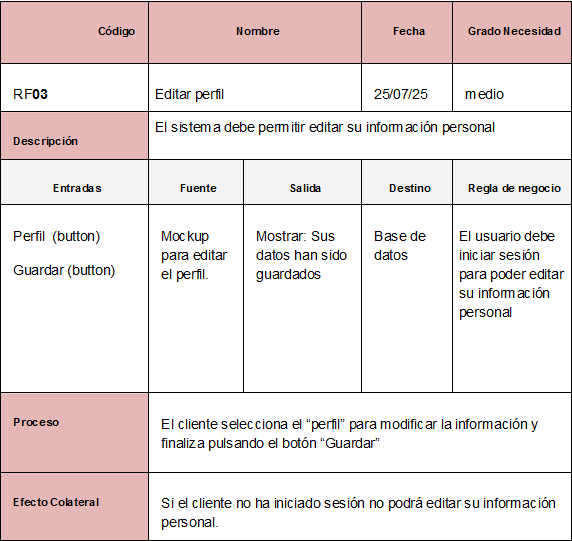 Código Nombre Fecha Grado Necesidad
RF03 Editar perfil 25/07/25 medio
Descripción
El sistema debe permitir editar su información personal
Entradas Fuente Salida Destino Regla de negocio
Perfil (button)
Guardar (button)
Mockup
para editar
el perfil.
Mostrar: Sus
datos han sido
guardados
Base de
datos
El usuario debe
iniciar sesión
para poder editar
su información
personal
Proceso
El cliente selecciona el “perfil” para modificar la información y
finaliza pulsando el botón “Guardar”
Efecto Colateral
Si el cliente no ha iniciado sesión no podrá editar su información
personal.